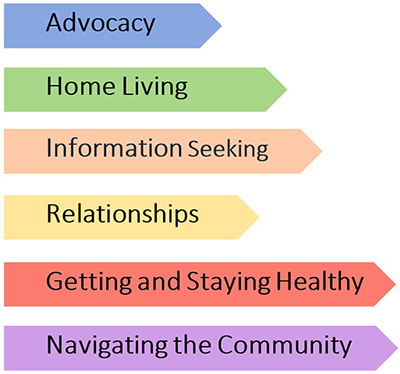 Advocacy
Home Living
Information Seeking
Relationships
Getting and Staying Healthy
Navigating the Community